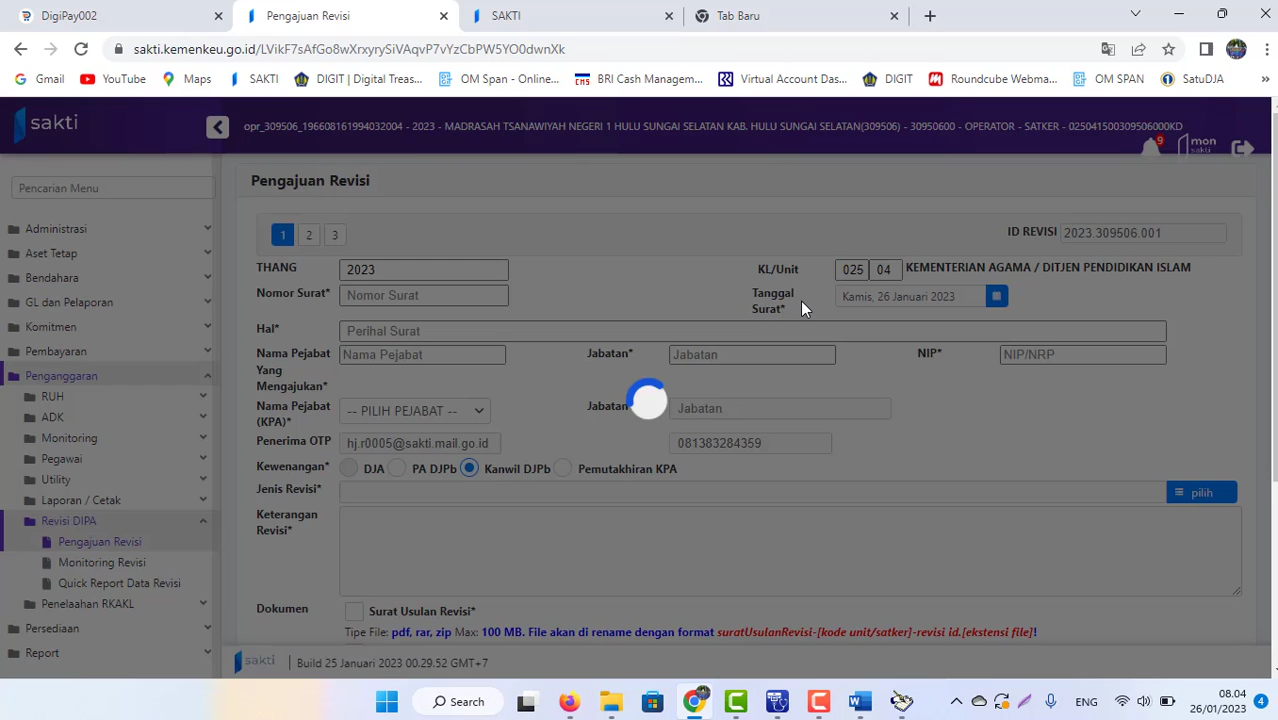 DigiPay002
Pengajuan Revisi
SAKTI
Tab Baru
sakti.kemenkeu.go.id/LVikF7sAfGo8wXrxyrySiVAqvP7vYzCbPW5YO0dwnXk
Gmail
YouTube
Maps
SAKTI
DIGIT | Digital Treas...
OM Span - Online...
BRI Cash Managem...
Virtual Account Das...
DIGIT
Roundcube Webma...
OM SPAN
SatuDJA
sakti
opr_309506_196608161994032004 - 2023 - MADRASAH TSANAWIYAH NEGERI 1 HULU SUNGAI SELATAN KAB. HULU SUNGAI SELATAN(309506) - 30950600 - OPERATOR - SATKER - 025041500309506000KD
9
mon sakti
Pencarian Menu
Administrasi
Aset Tetap
Bendahara
GL dan Pelaporan
Komitmen
Pembayaran
Penganggaran
RUH
ADK
Monitoring
Pegawai
Utility
Laporan / Cetak
Revisi DIPA
Pengajuan Revisi
Monitoring Revisi
Quick Report Data Revisi
Penelaahan RKAKL
Persediaan
Report
Pengajuan Revisi
1 2 3
ID REVISI 2023.309506.001
THANG 2023
KL/Unit 025 04 KEMENTERIAN AGAMA / DITJEN PENDIDIKAN ISLAM
Nomor Surat* Nomor Surat
Tanggal Surat* Kamis, 26 Januari 2023
Hal* Perihal Surat
Nama Pejabat Yang Mengajukan* Nama Pejabat
Jabatan* Jabatan
NIP* NIP/NRP
Nama Pejabat (KPA)* -- PILIH PEJABAT --
Jabatan Jabatan
Penerima OTP hj.r0005@sakti.mail.go.id 081383284359
Kewenangan* DJA PA DJPb Kanwil DJPb Pemutakhiran KPA
Jenis Revisi* pilih
Keterangan Revisi*
Dokumen Surat Usulan Revisi*
Tipe File: pdf, rar, zip Max: 100 MB. File akan di rename dengan format suratUsulanRevisi-[kode unit/satker]-revisi id.[ekstensi file]!
sakti Build 25 Januari 2023 00.29.52 GMT+7
Search
ENG
08.04
26/01/2023
4